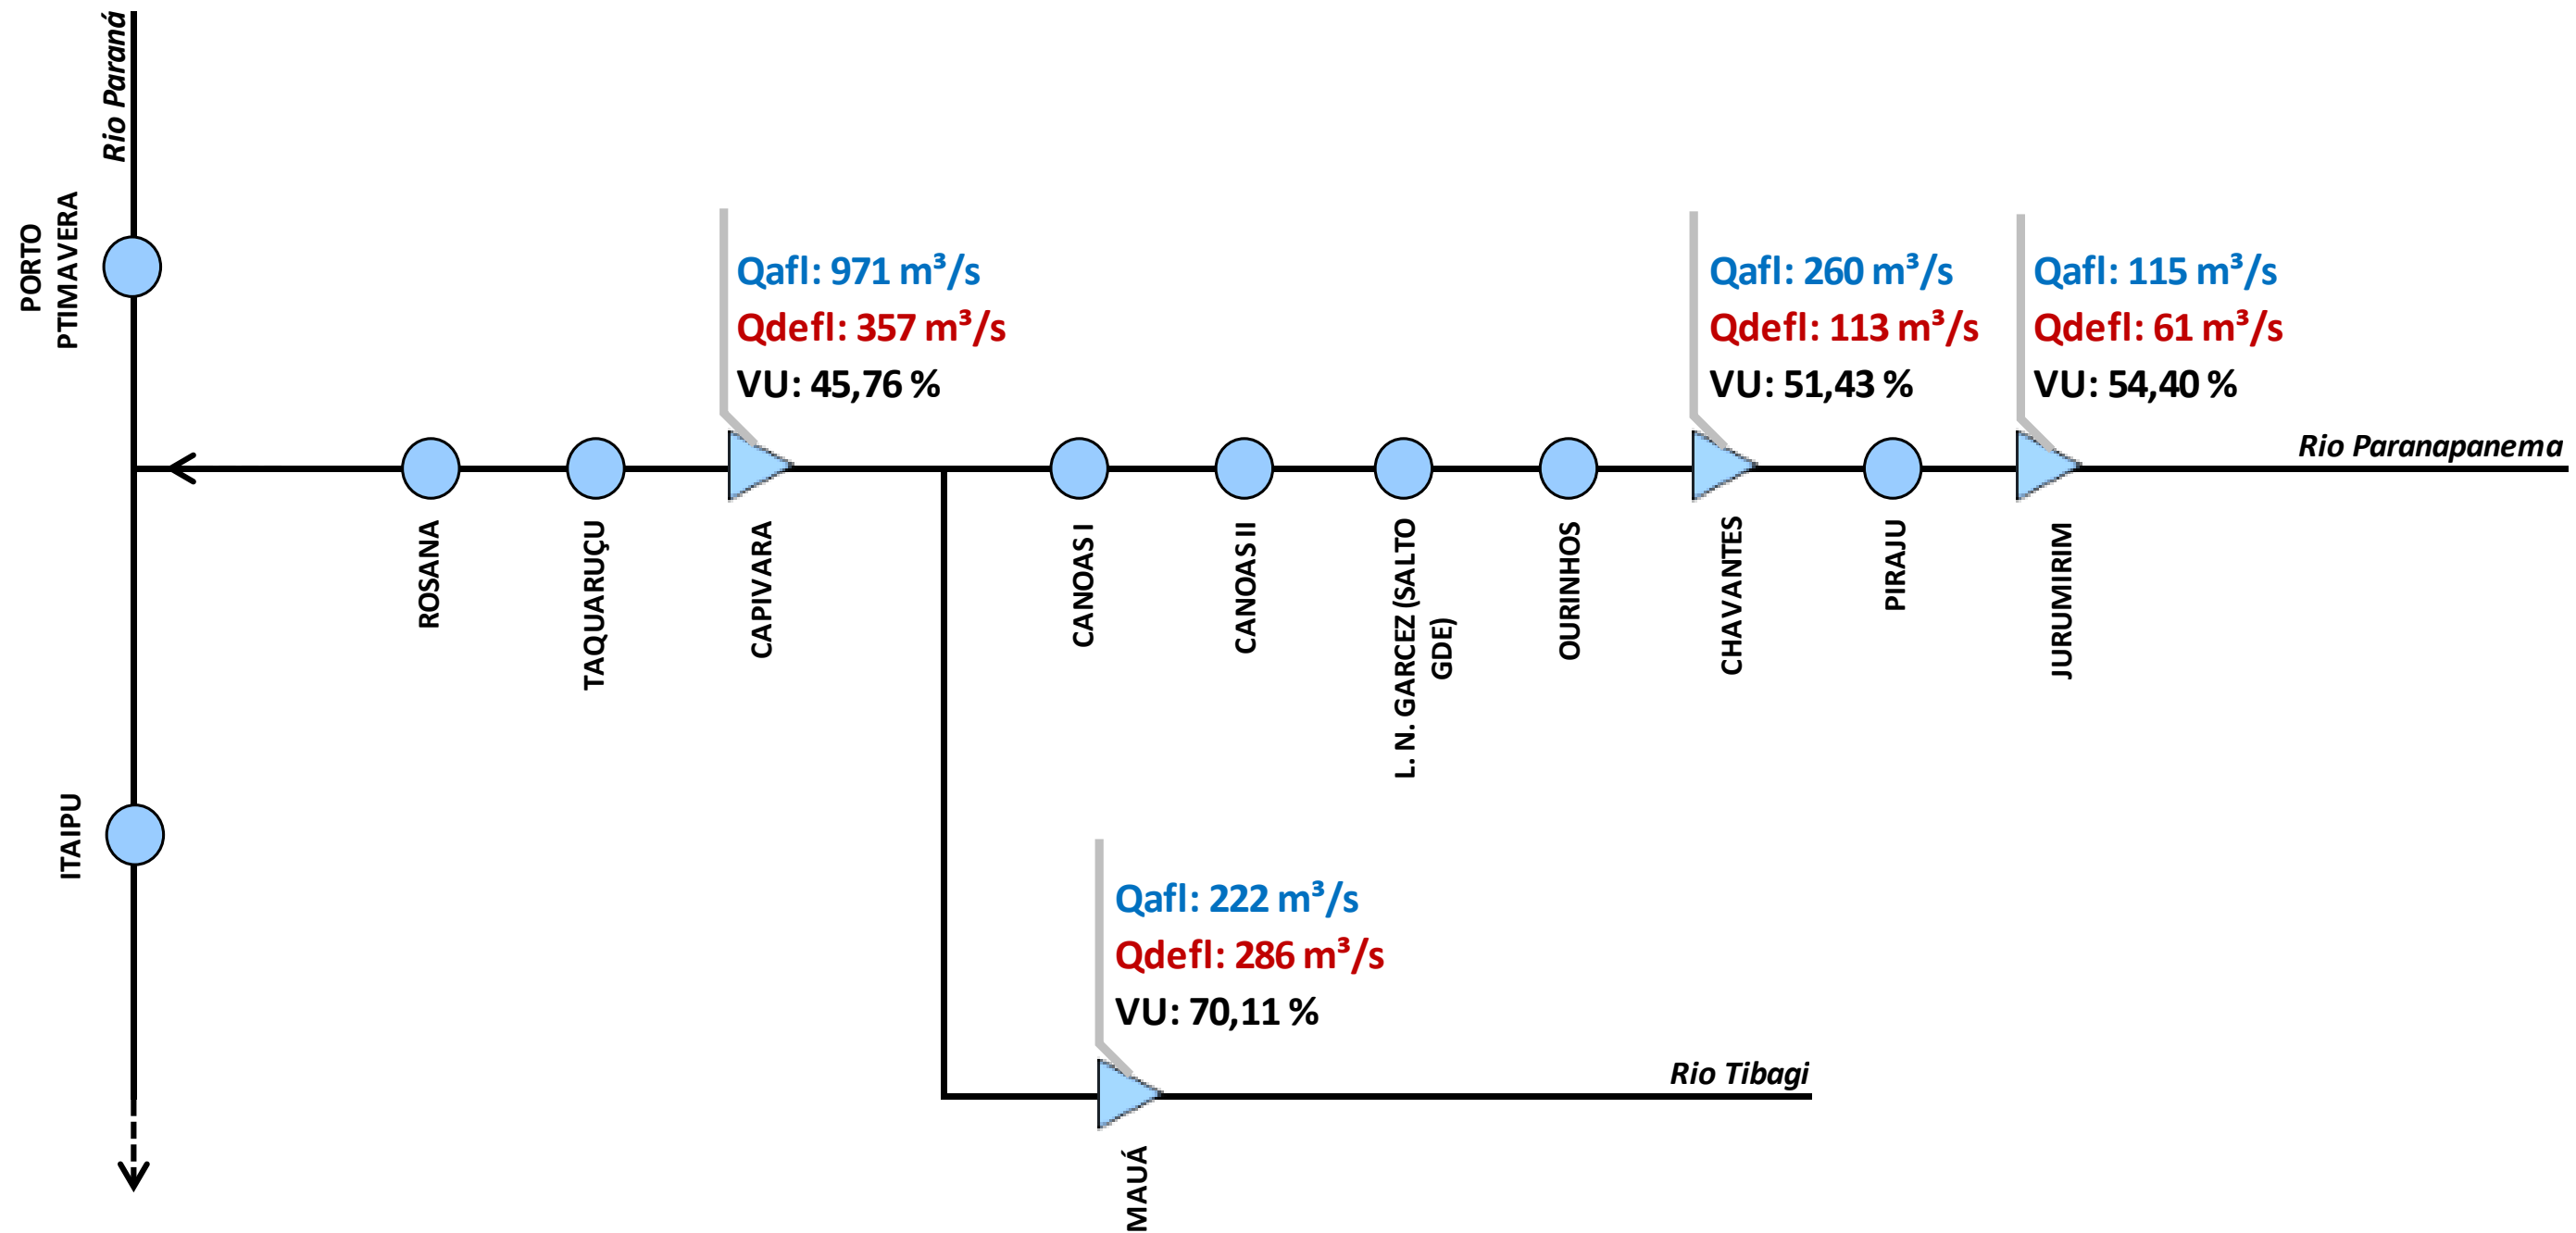 Rio Paraná
PORTO
PTIMAVERA
Qafl: 971 m³/s
Qdefl: 357 m³/s
VU: 45,76 %
Qafl: 260 m³/s
Qdefl: 113 m³/s
VU: 51,43 %
Qafl: 115 m³/s
Qdefl: 61 m³/s
VU: 54,40 %
Rio Paranapanema
ROSANA
TAQUARUÇU
CAPIVARA
CANOAS I
CANOAS II
L. N. GARCEZ (SALTO
GDE)
OURINHOS
CHAVANTES
PIRAJU
JURUMIRIM
ITAIPU
Qafl: 222 m³/s
Qdefl: 286 m³/s
VU: 70,11 %
Rio Tibagi
MAUÁ